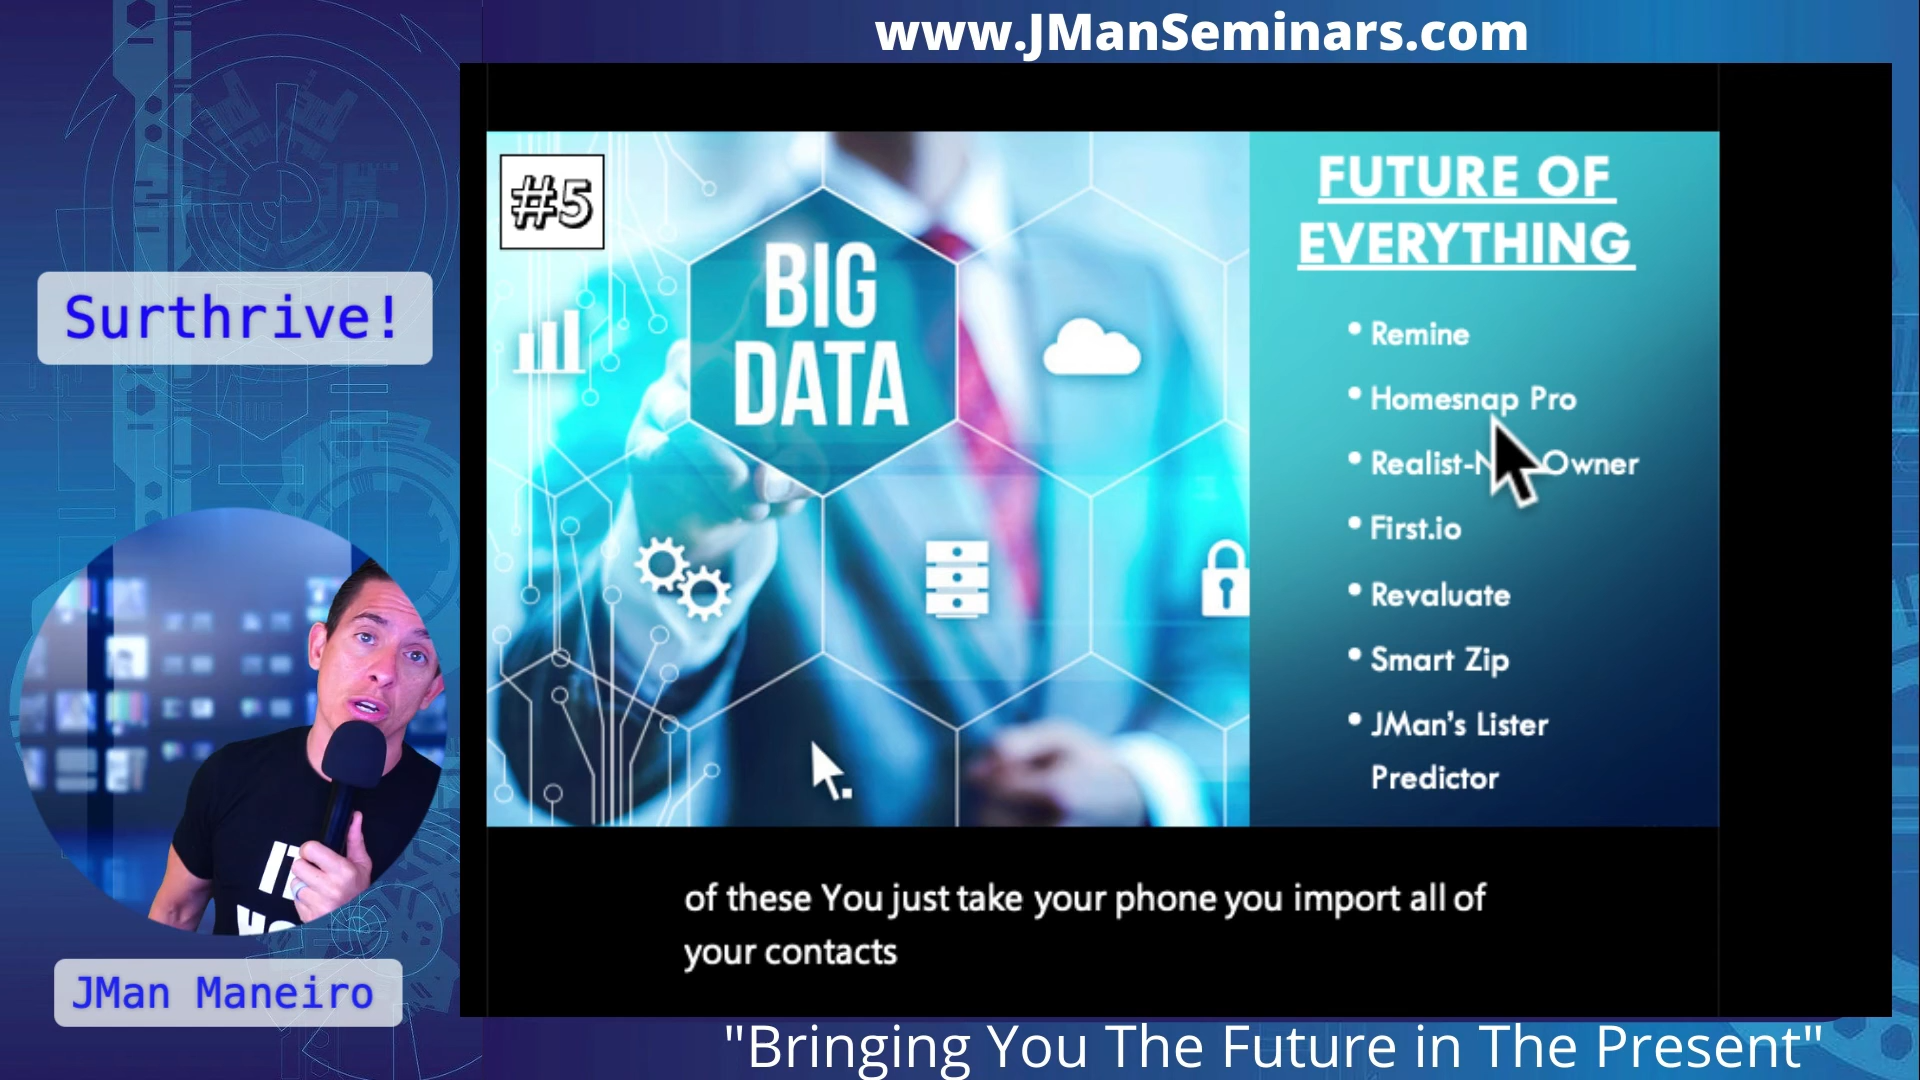 www.JManSeminars.com
#5
BIG
DATA
FUTURE OF
EVERYTHING
• Remine
• Homesnap Pro
• Realist- Owner
• First.io
• Revaluate
• Smart Zip
• JMan's Lister
Predictor
Surthrive!
JMan Maneiro
of these You just take your phone you import all of
your contacts
"Bringing You The Future in The Present"